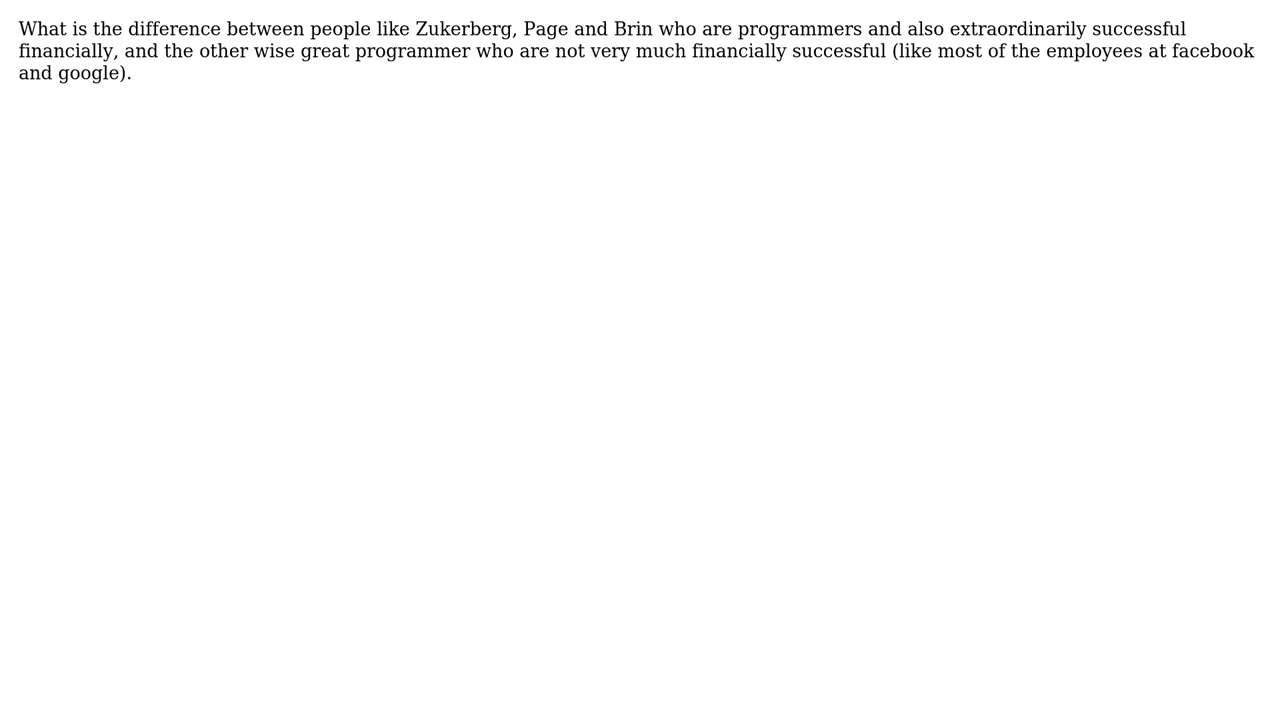 What is the difference between people like Zukerberg, Page and Brin who are programmers and also extraordinarily successful
financially, and the other wise great programmer who are not very much financially successful (like most of the employees at facebook
and google).